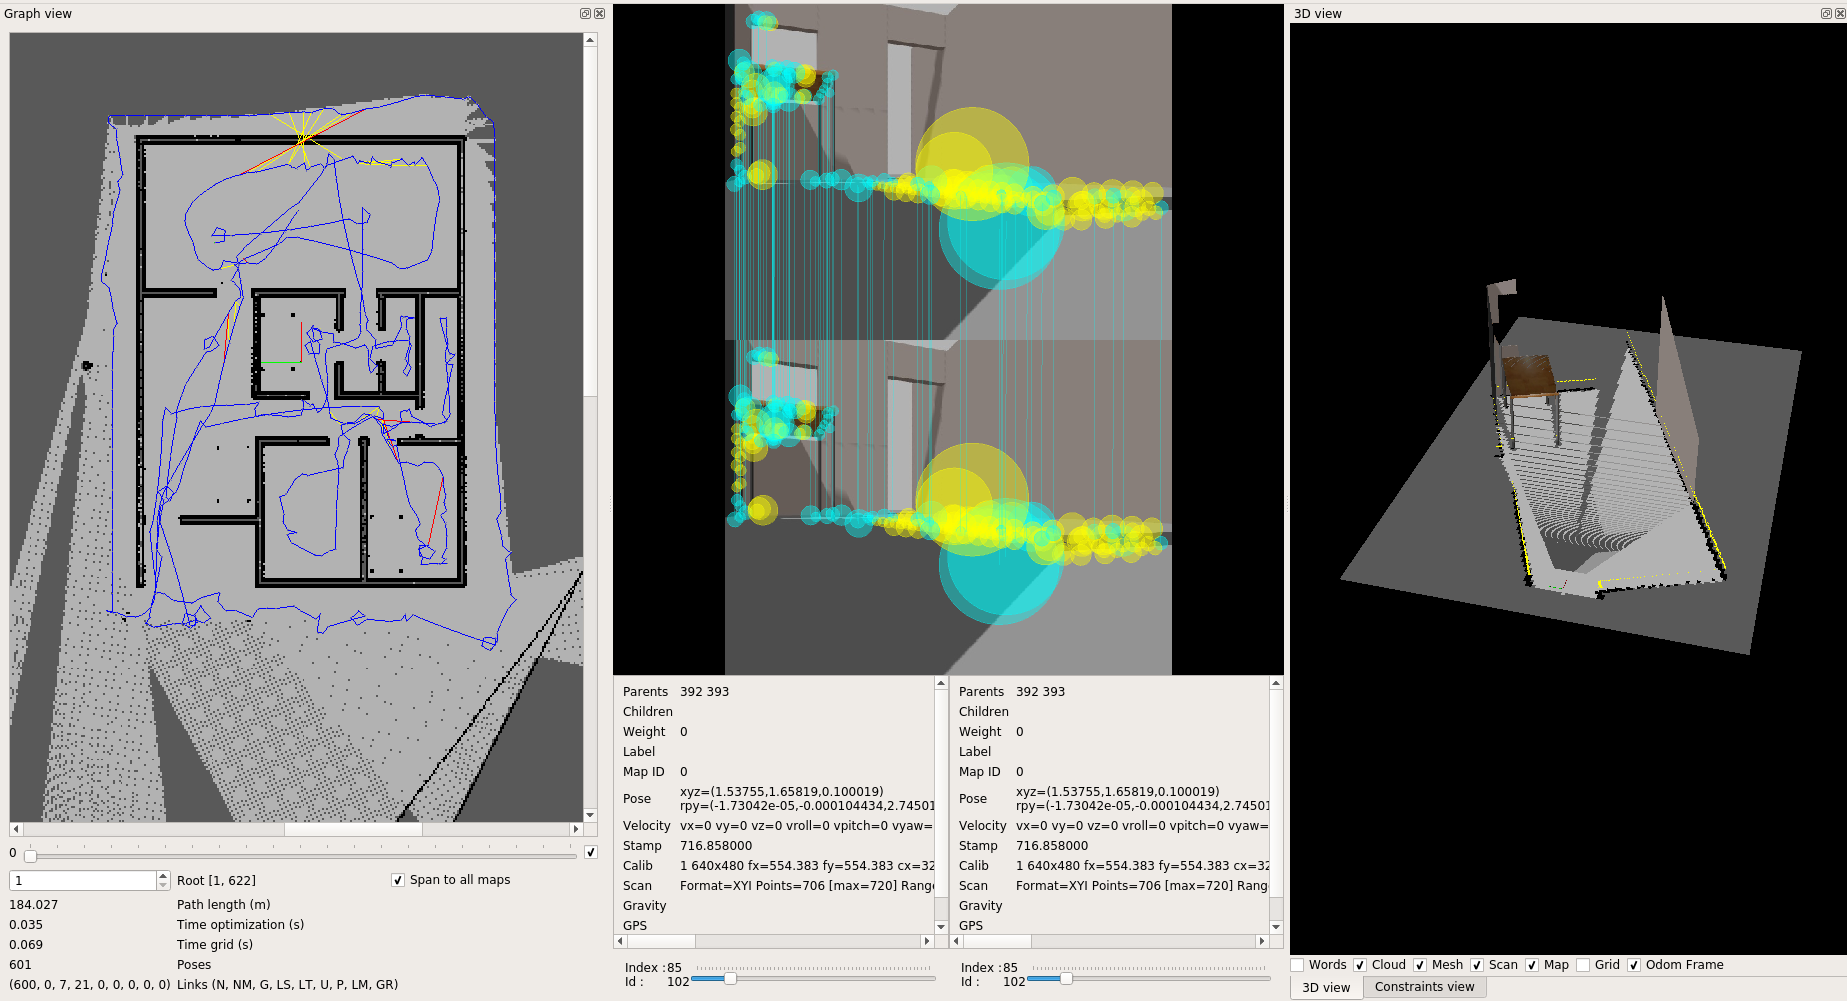 Graph view
0
1
Root [1, 622]
Span to all maps
184.027 Path length (m)
0.035 Time optimization (s)
0.069 Time grid (s)
601 Poses
(600, 0, 7, 21, 0, 0, 0, 0, 0) Links (N, NM, G, LS, LT, U, P, LM, GR)
Parents 392 393
Children
Weight 0
Label
Map ID 0
Pose xyz=(1.53755,1.65819,0.100019)
rpy=(-1.73042e-05,-0.000104434,2.74501
Velocity vx=0 vy=0 vz=0 vroll=0 vpitch=0 vyaw=
Stamp 716.858000
Calib 1 640x480 fx=554.383 fy=554.383 cx=32
Scan Format=XYI Points=706 [max=720] Rang
Gravity
GPS
Index : 85
Id : 102
Parents 392 393
Children
Weight 0
Label
Map ID 0
Pose xyz=(1.53755,1.65819,0.100019)
rpy=(-1.73042e-05,-0.000104434,2.74501
Velocity vx=0 vy=0 vz=0 vroll=0 vpitch=0 vyaw=
Stamp 716.858000
Calib 1 640x480 fx=554.383 fy=554.383 cx=32
Scan Format=XYI Points=706 [max=720] Rang
Gravity
GPS
Index : 85
Id : 102
3D view
Words Cloud Mesh Scan Map Grid Odom Frame
3D view Constraints view